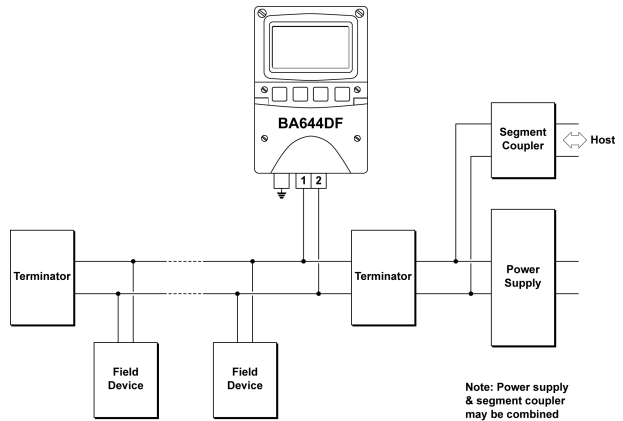 BA644DF
1 2
Segment
Coupler
Host
Terminator
Terminator
Power
Supply
Field
Device
Field
Device
Note: Power supply
& segment coupler
may be combined